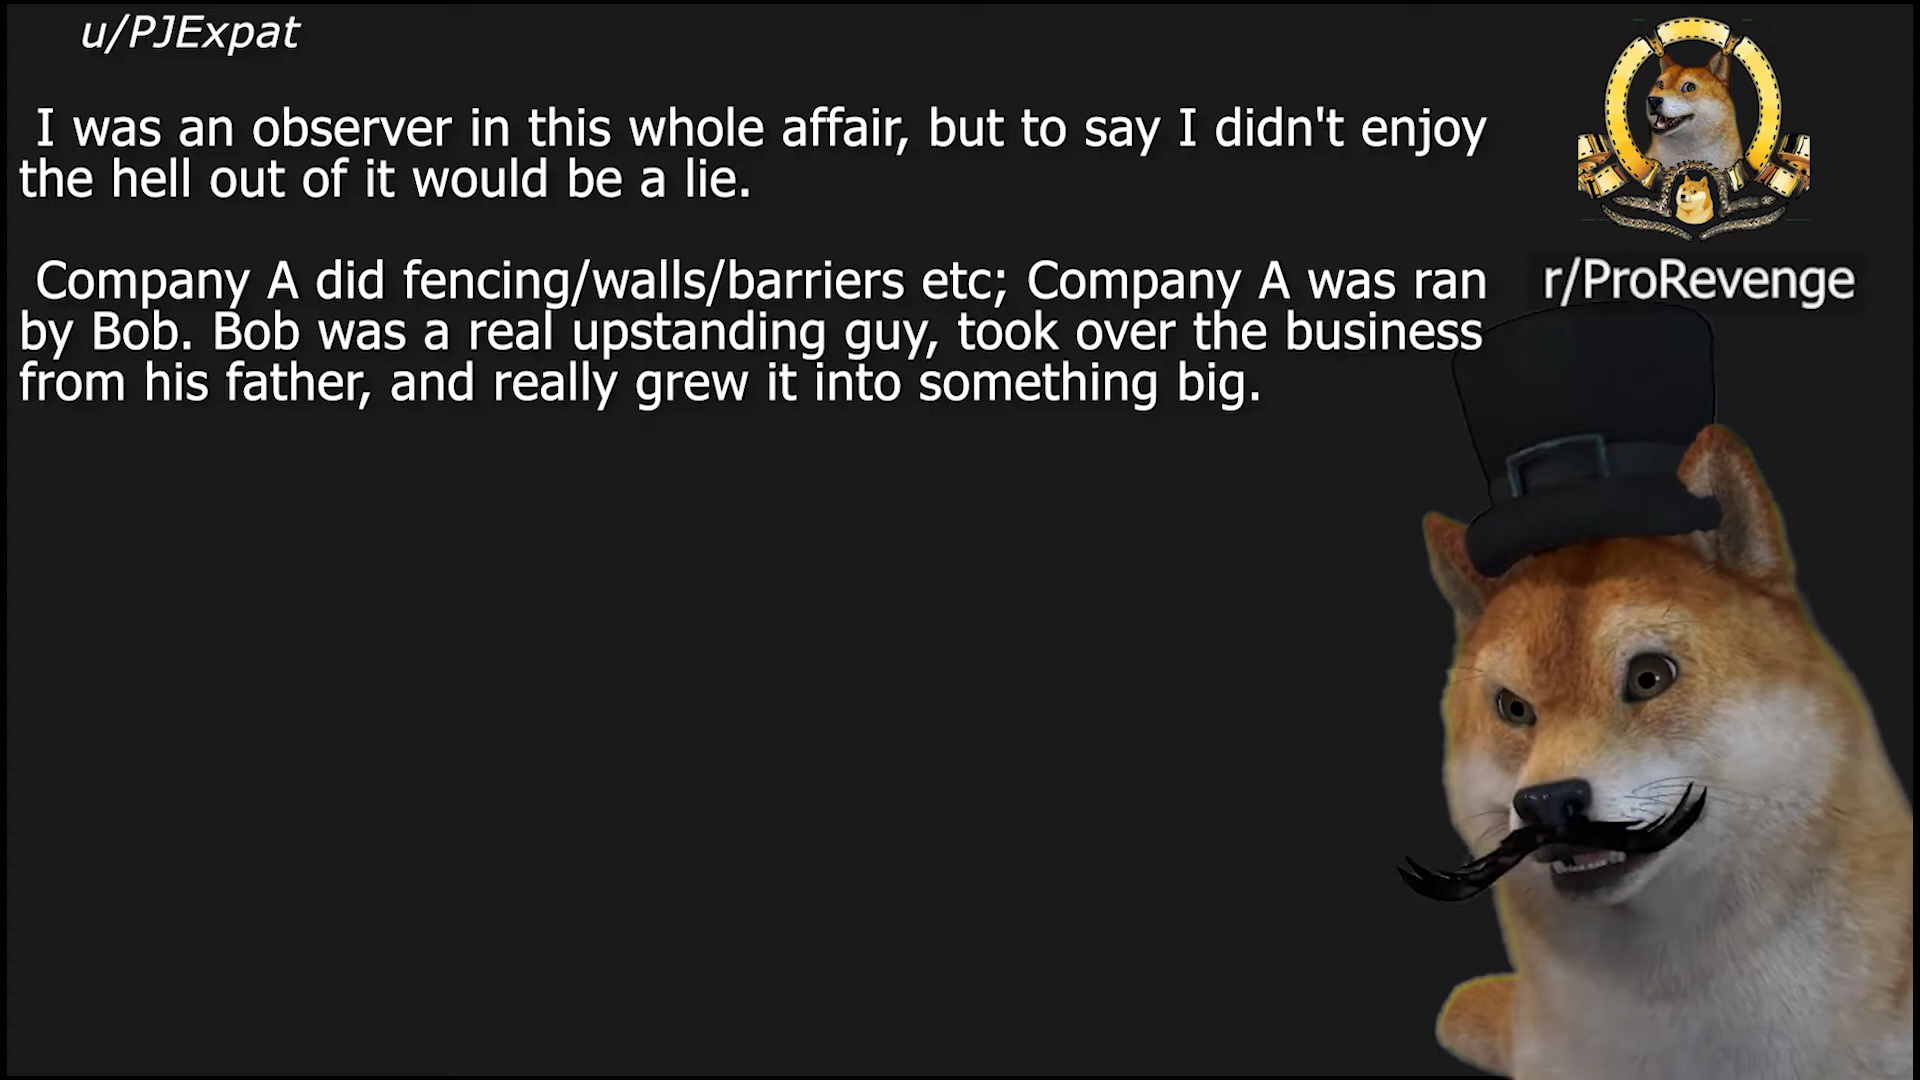 u/PJExpat
I was an observer in this whole affair, but to say I didn't enjoy
the hell out of it would be a lie.
Company A did fencing/walls/barriers etc; Company A was ran
by Bob. Bob was a real upstanding guy, took over the business
from his father, and really grew it into something big.
r/ProRevenge